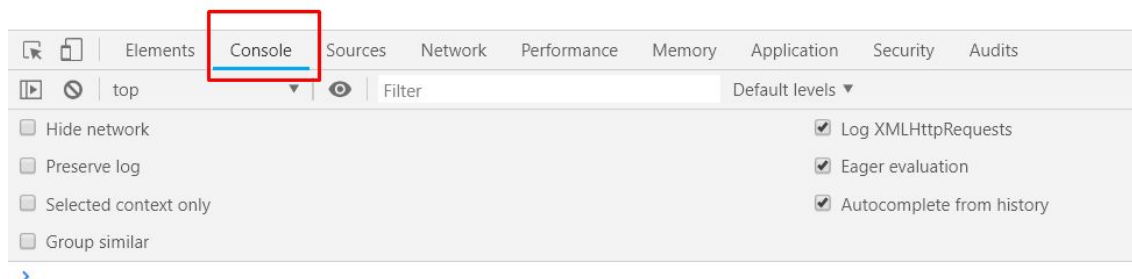 Elements Console Sources Network Performance Memory Application Security Audits
top Filter Default levels
Hide network Log XMLHttpRequests
Preserve log Eager evaluation
Selected context only Autocomplete from history
Group similar